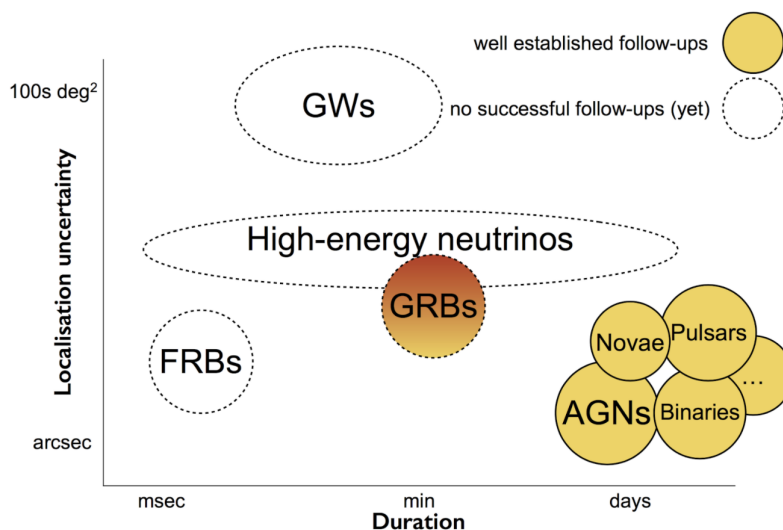 well established follow-ups
100s deg²
GWs
no successful follow-ups (yet)
Localisation uncertainty
High-energy neutrinos
GRBs
Novae
Pulsars
FRBs
...
AGNs
Binaries
arcsec
msec
min
days
Duration